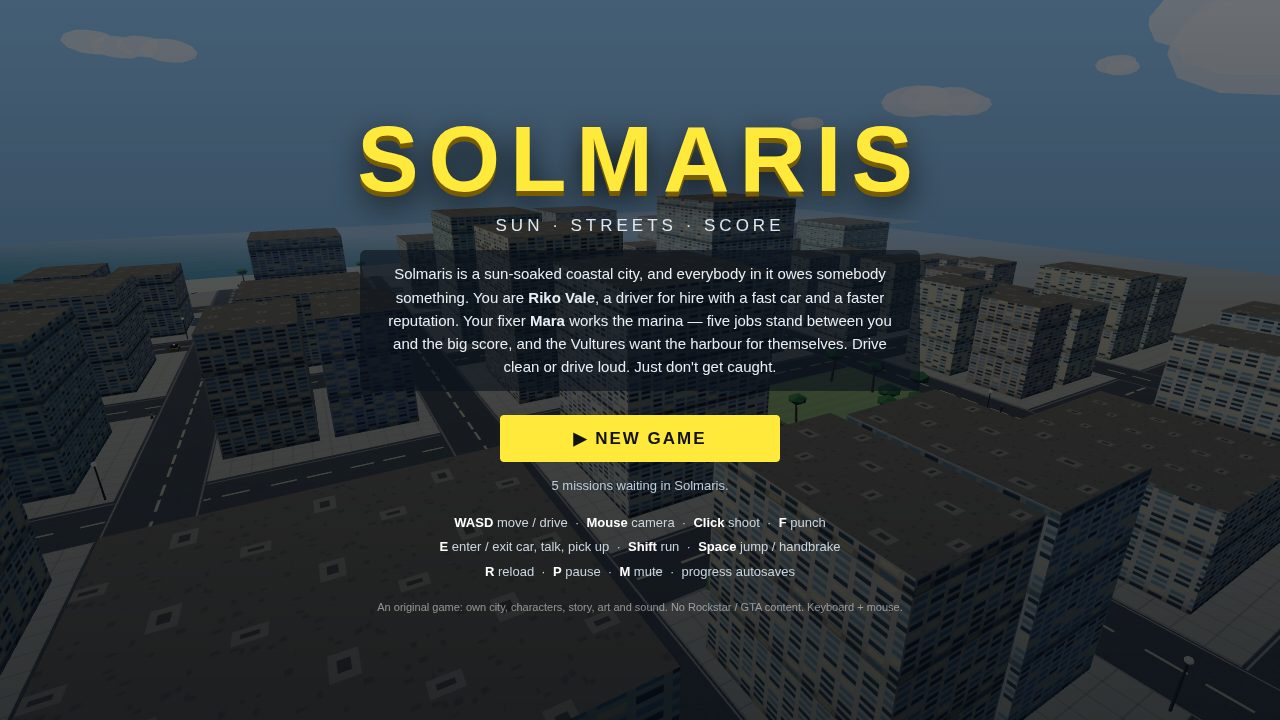 SOLMARIS
SUN · STREETS · SCORE
Solmaris is a sun-soaked coastal city, and everybody in it owes somebody
something. You are Riko Vale, a driver for hire with a fast car and a faster
reputation. Your fixer Mara works the marina — five jobs stand between you
and the big score, and the Vultures want the harbour for themselves. Drive
clean or drive loud. Just don't get caught.
▶ NEW GAME
5 missions waiting in Solmaris.
WASD move / drive · Mouse camera · Click shoot · F punch
E enter / exit car, talk, pick up · Shift run · Space jump / handbrake
R reload · P pause · M mute · progress autosaves
An original game: own city, characters, story, art and sound. No Rockstar / GTA content. Keyboard + mouse.